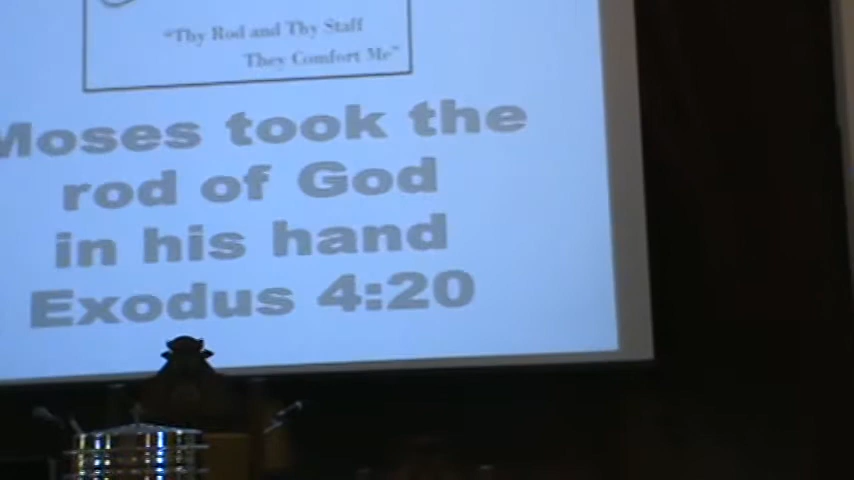 "Thy Rod and Thy Staff
They Comfort Me"
Moses took the
rod of God
in his hand
Exodus 4:20